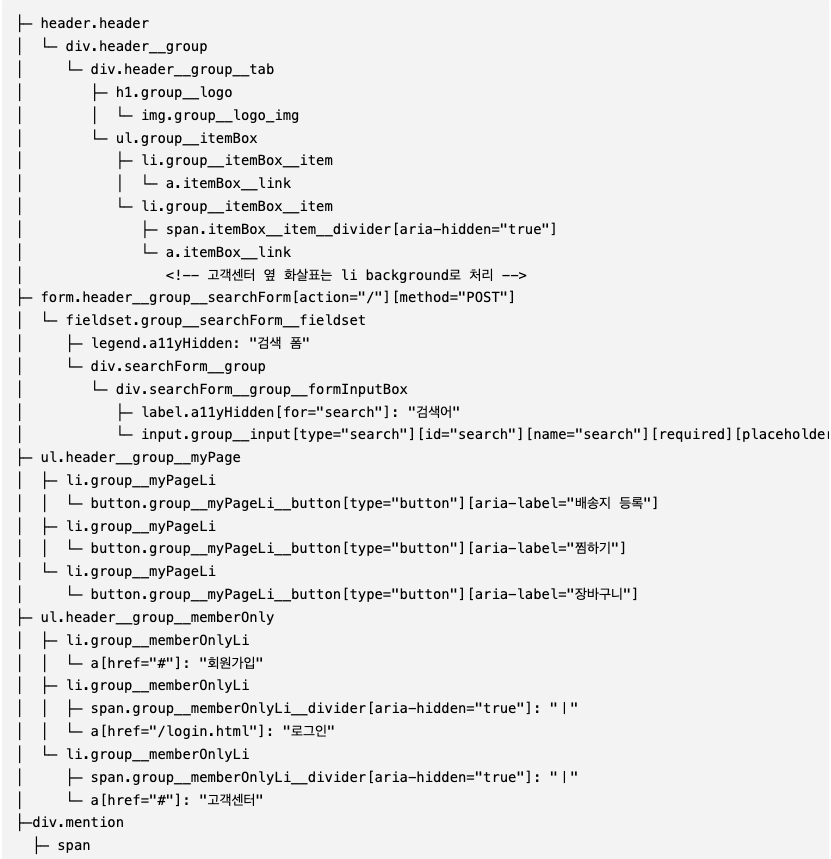 ├─ header.header
│  └─ div.header__group
│     └─ div.header__group__tab
│        ├─ h1.group__logo
│        │  └─ img.group__logo_img
│        └─ ul.group__itemBox
│           ├─ li.group__itemBox__item
│           │  └─ a.itemBox__link
│           └─ li.group__itemBox__item
│              ├─ span.itemBox__item__divider[aria-hidden="true"]
│              └─ a.itemBox__link
│                 <!-- 고객센터 옆 화살표는 li background로 처리 -->
├─ form.header__group__searchForm[action="/"][method="POST"]
│  └─ fieldset.group__searchForm__fieldset
│     ├─ legend.a11yHidden: "검색 폼"
│     └─ div.searchForm__group
│        └─ div.searchForm__group__formInputBox
│           ├─ label.a11yHidden[for="search"]: "검색어"
│           └─ input.group__input[type="search"][id="search"][name="search"][required][placeholder
├─ ul.header__group__myPage
│  ├─ li.group__myPageLi
│  │  └─ button.group__myPageLi__button[type="button"][aria-label="배송지 등록"]
│  ├─ li.group__myPageLi
│  │  └─ button.group__myPageLi__button[type="button"][aria-label="찜하기"]
│  └─ li.group__myPageLi
│     └─ button.group__myPageLi__button[type="button"][aria-label="장바구니"]
├─ ul.header__group__memberOnly
│  ├─ li.group__memberOnlyLi
│  │  └─ a[href="#"]: "회원가입"
│  ├─ li.group__memberOnlyLi
│  │  ├─ span.group__memberOnlyLi__divider[aria-hidden="true"]: "|"
│  │  └─ a[href="/login.html"]: "로그인"
│  └─ li.group__memberOnlyLi
│     ├─ span.group__memberOnlyLi__divider[aria-hidden="true"]: "|"
│     └─ a[href="#"]: "고객센터"
├─div.mention
  ├─ span